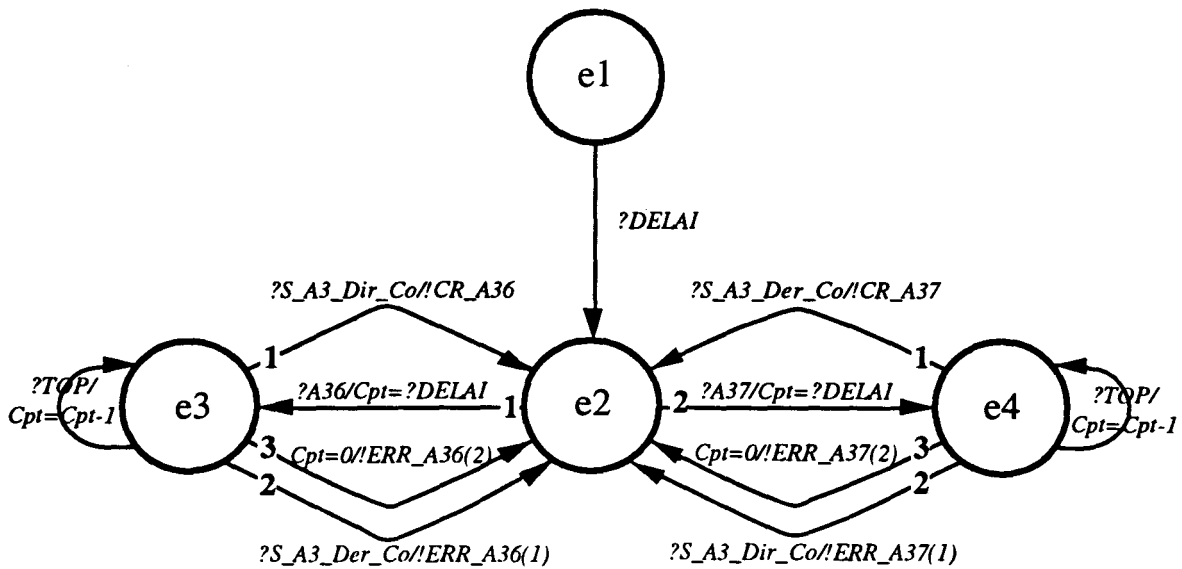 e1
?DELAI
?S_A3_Dir_Co/!CR_A36
?S_A3_Der_Co/!CR_A37
1
1
?TOP/
Cpt=Cpt-1
e3
?A36/Cpt=?DELAI
1
e2
2
?A37/Cpt=?DELAI
e4
?TOP/
Cpt=Cpt-1
3
Cpt=0/!ERR_A36(2)
Cpt=0/!ERR_A37(2)
3
2
2
?S_A3_Der_Co/!ERR_A36(1)
?S_A3_Dir_Co/!ERR_A37(1)